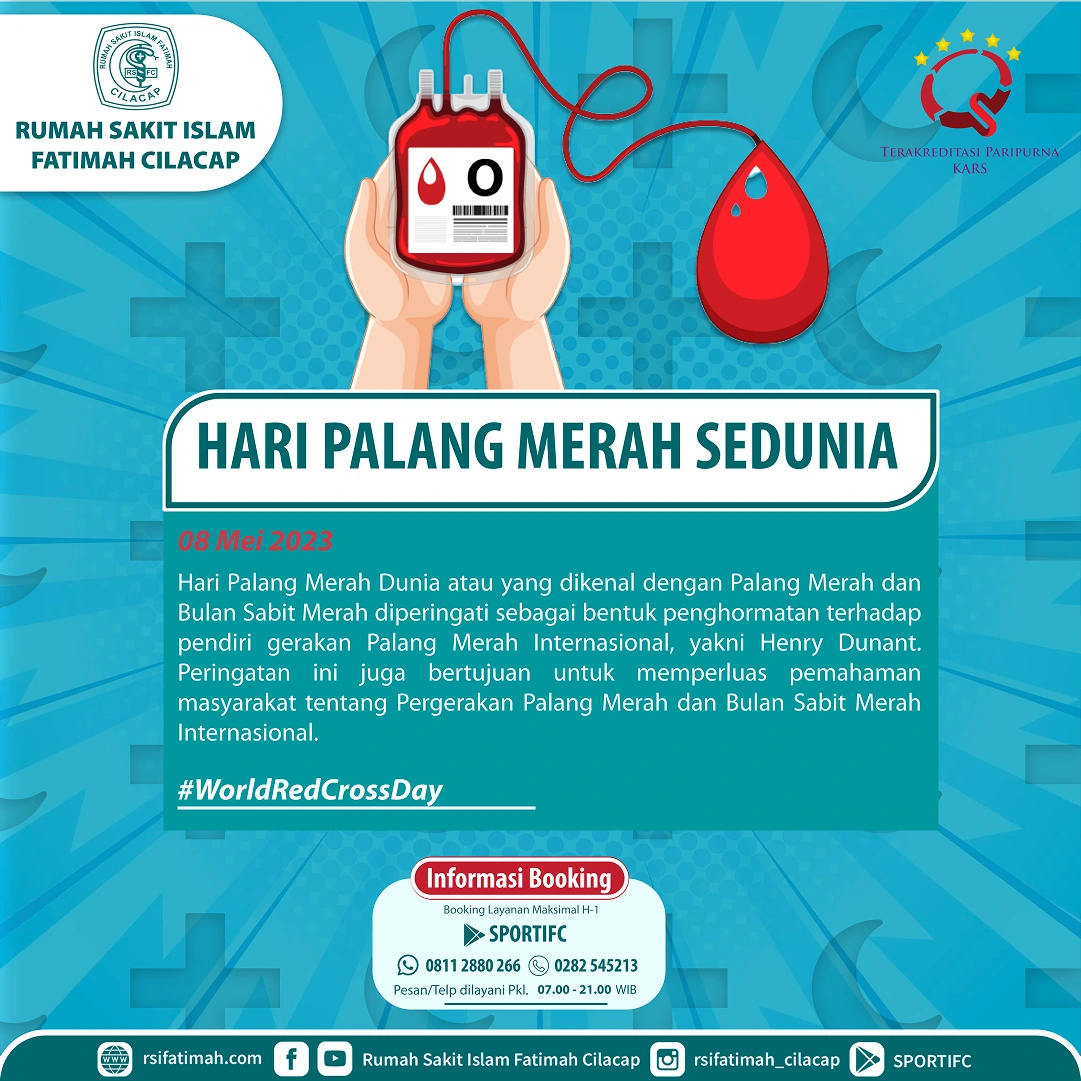 RUMAH SAKIT ISLAM FATIMAH
RS FC
CILACAP
RUMAH SAKIT ISLAM
FATIMAH CILACAP
O
TERAKREDITASI PARIPURNA
KARS
HARI PALANG MERAH SEDUNIA
08 Mei 2023
Hari Palang Merah Dunia atau yang dikenal dengan Palang Merah dan
Bulan Sabit Merah diperingati sebagai bentuk penghormatan terhadap
pendiri gerakan Palang Merah Internasional, yakni Henry Dunant.
Peringatan ini juga bertujuan untuk memperluas pemahaman
masyarakat tentang Pergerakan Palang Merah dan Bulan Sabit Merah
Internasional.
#WorldRedCrossDay
Informasi Booking
Booking Layanan Maksimal H-1
SPORTIFC
0811 2880 266 0282 545213
Pesan/Telp dilayani Pkl. 07.00 - 21.00 WIB
www rsifatimah.com Rumah Sakit Islam Fatimah Cilacap rsifatimah_cilacap SPORTIFC